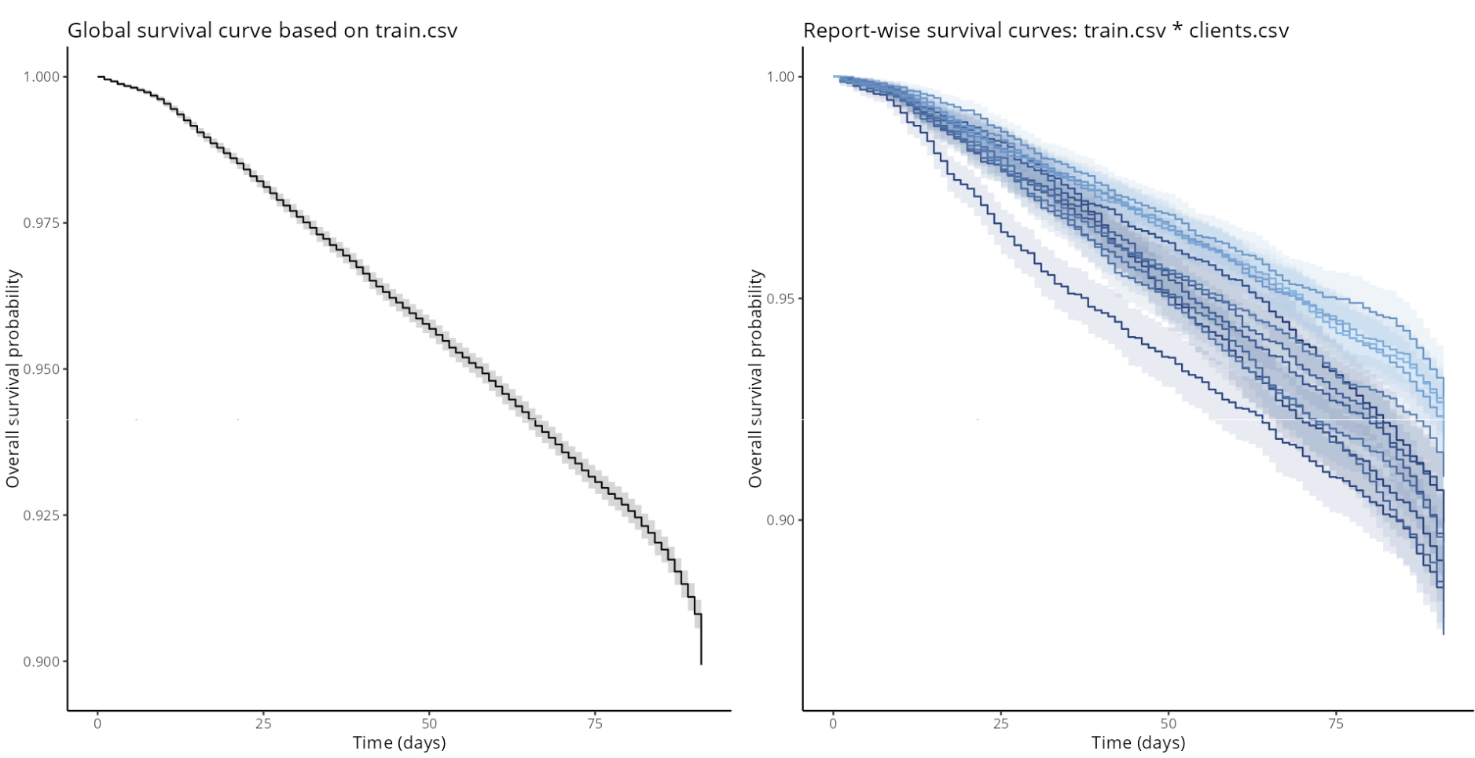 Global survival curve based on train.csv
Overall survival probability
1.000
0.975
0.950
0.925
0.900
0
25
50
75
Time (days)
Report-wise survival curves: train.csv * clients.csv
Overall survival probability
1.00
0.95
0.90
0
25
50
75
Time (days)